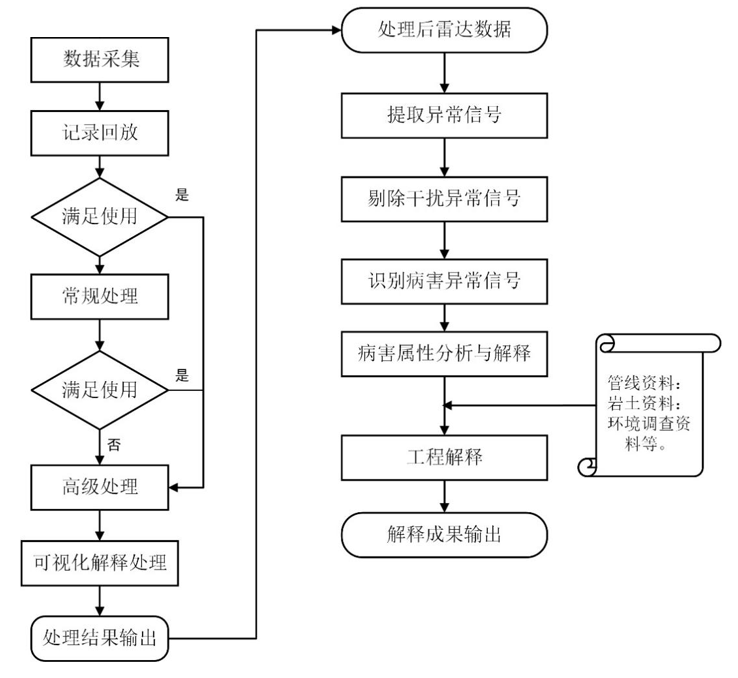 数据采集
记录回放
满足使用
是
常规处理
满足使用
是
否
高级处理
可视化解释处理
处理结果输出
处理后雷达数据
提取异常信号
剔除干扰异常信号
识别病害异常信号
病害属性分析与解释
管线资料：
岩土资料：
环境调查资
料等。
工程解释
解释成果输出